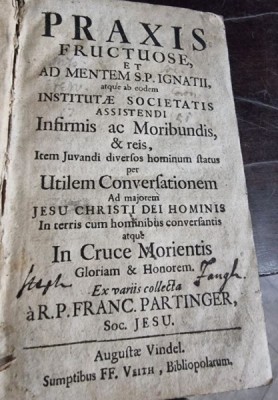 PRAXIS
FRUCTUOSE,
ET
AD MENTEM S.P. IGNATII,
atque ab eodem
INSTITUTÆ SOCIETATIS
ASSISTENDI
Infirmis ac Moribundis,
& reis,
Item Juvandi diversos hominum status
per
Utilem Conversationem
Ad majorem
JESU CHRISTI DEI HOMINIS
In terris cum hominibus conversantis
atque
In Cruce Morientis
Gloriam & Honorem.
Ex variis collecta
à R.P. FRANC. PARTINGER,
Soc. JESU.
Augustæ Vindel.
Sumptibus FF. VEITH, Bibliopolarum.